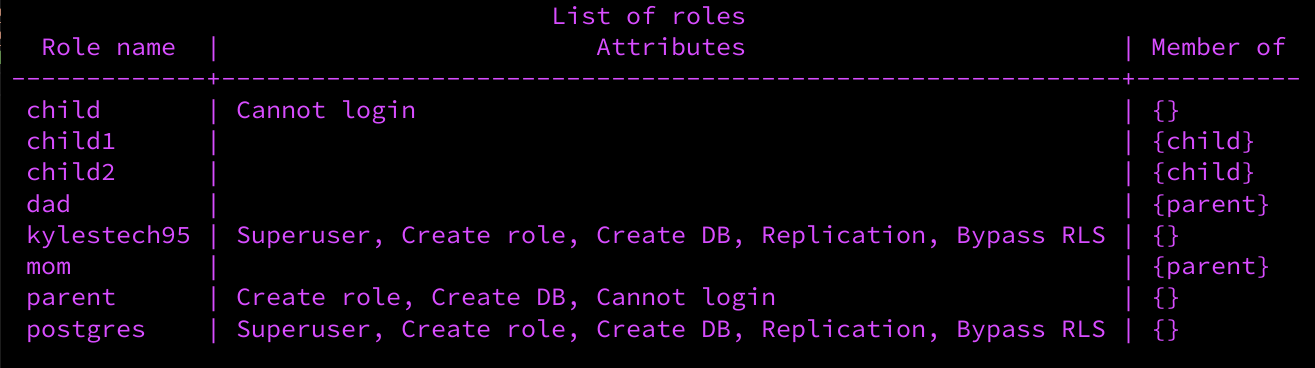 List of roles
  Role name  |                         Attributes                         | Member of
-------------+------------------------------------------------------------+-----------
 child       | Cannot login                                               | {}
 child1      |                                                            | {child}
 child2      |                                                            | {child}
 dad         |                                                            | {parent}
 kylestech95 | Superuser, Create role, Create DB, Replication, Bypass RLS | {}
 mom         |                                                            | {parent}
 parent      | Create role, Create DB, Cannot login                       | {}
 postgres    | Superuser, Create role, Create DB, Replication, Bypass RLS | {}